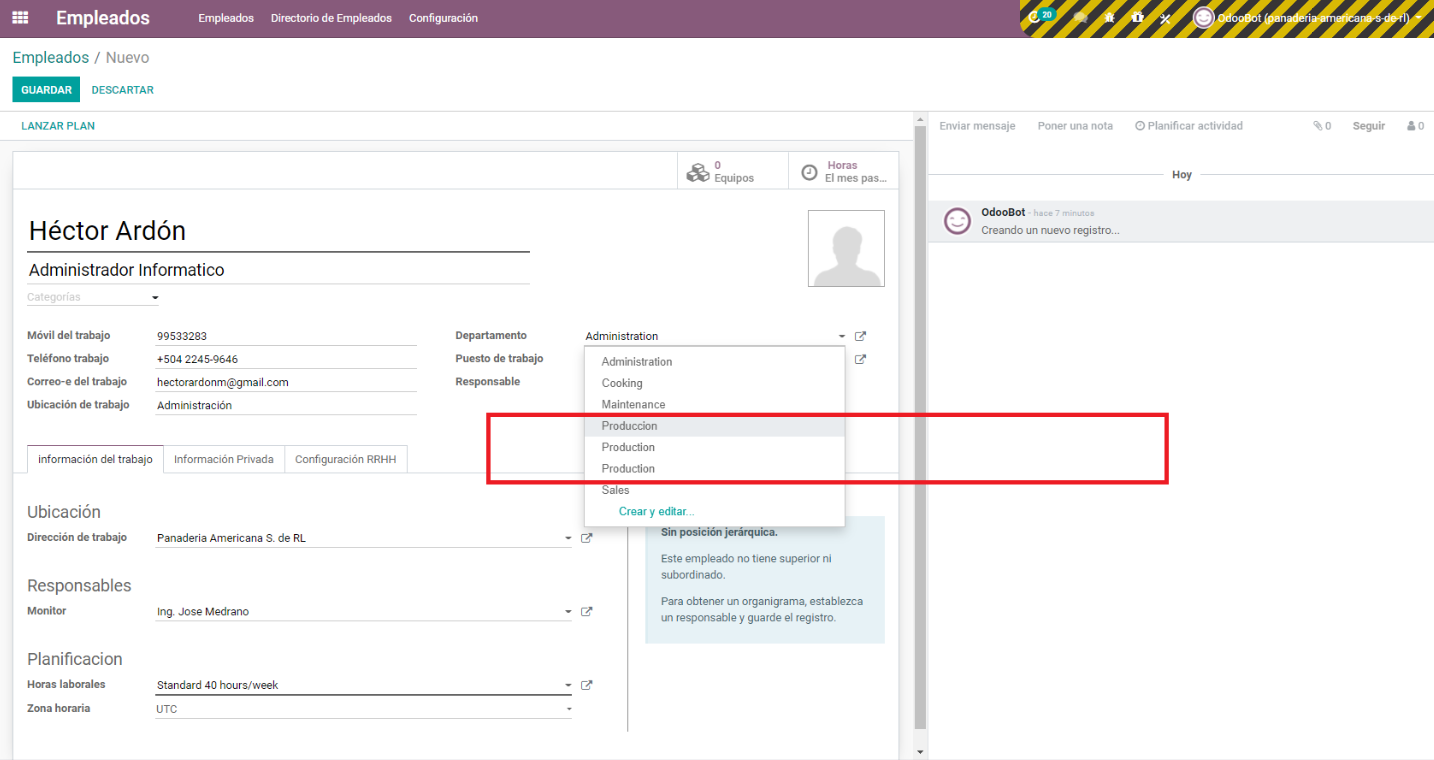 Empleados Empleados Directorio de Empleados Configuración 20 OdooBot (panaderia-americana-s-de-rl)
Empleados / Nuevo
GUARDAR DESCARTAR
LANZAR PLAN
Enviar mensaje Poner una nota Planificar actividad 0 Seguir 0
0
Equipos
Horas
El mes pas...
Hoy
OdooBot - hace 7 minutos
Creando un nuevo registro...
Héctor Ardón
Administrador Informatico
Categorías
Móvil del trabajo 99533283
Teléfono trabajo +504 2245-9646
Correo-e del trabajo hectorardonm@gmail.com
Ubicación de trabajo Administración
Departamento Administration
Puesto de trabajo
Responsable
Administration
Cooking
Maintenance
Produccion
Production
Production
Sales
Crear y editar...
información del trabajo Información Privada Configuración RRHH
Ubicación
Dirección de trabajo Panaderia Americana S. de RL
Responsables
Monitor Ing. Jose Medrano
Planificacion
Horas laborales Standard 40 hours/week
Zona horaria UTC
Sin posición jerárquica.
Este empleado no tiene superior ni
subordinado.
Para obtener un organigrama, establezca
un responsable y guarde el registro.